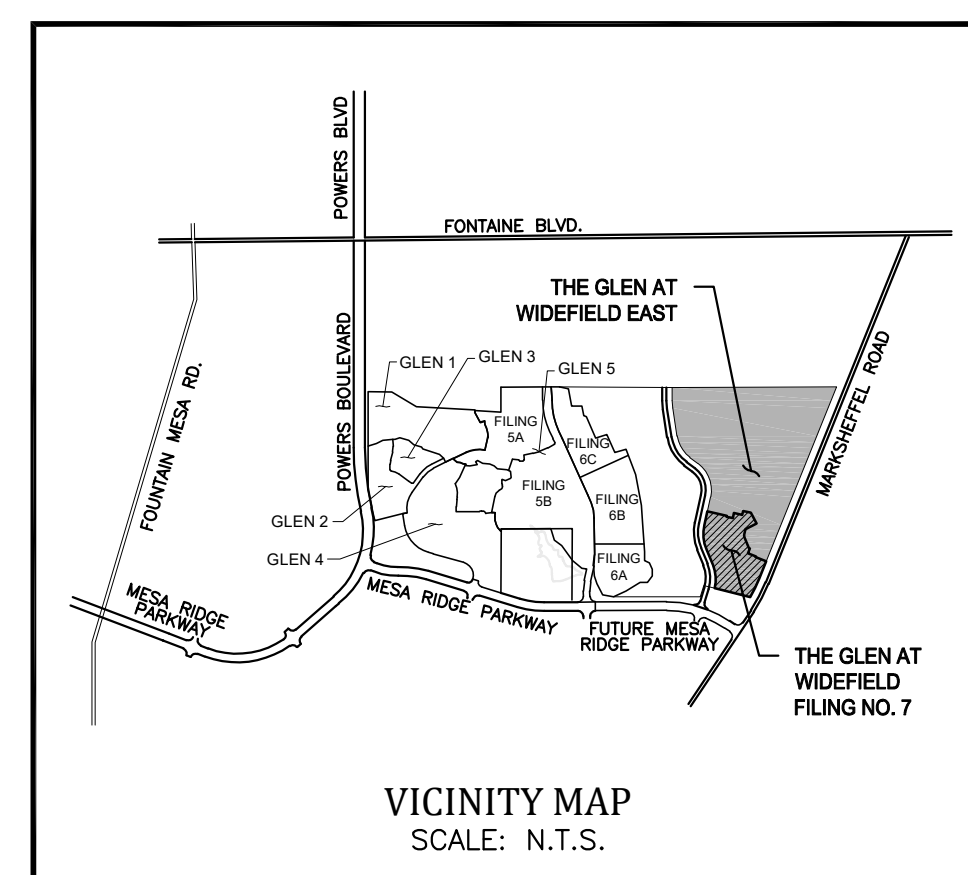 POWERS BLVD
FONTAINE BLVD.
THE GLEN AT
WIDEFIELD EAST
POWERS BOULEVARD
GLEN 1
GLEN 3
GLEN 5
MARKSHEFFEL ROAD
FOUNTAIN MESA RD.
FILING
5A
FILING
6C
FILING
5B
FILING
6B
GLEN 2
GLEN 4
FILING
6A
MESA RIDGE
PARKWAY
MESA RIDGE PARKWAY
FUTURE MESA
RIDGE PARKWAY
THE GLEN AT
WIDEFIELD
FILING NO. 7
VICINITY MAP
SCALE: N.T.S.